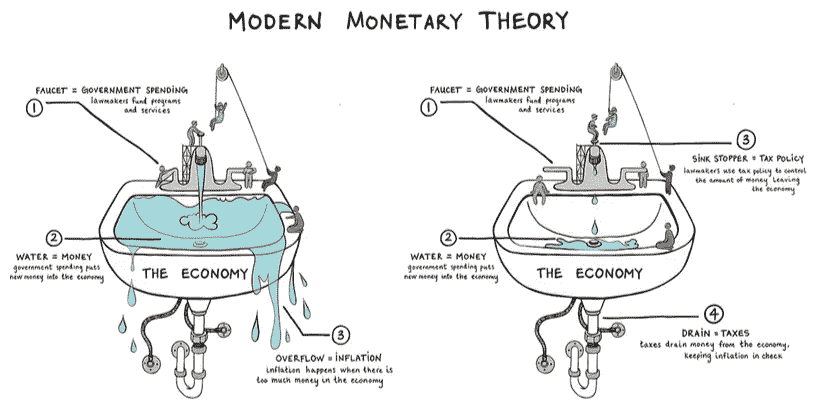 MODERN MONETARY THEORY
FAUCET = GOVERNMENT SPENDING
lawmakers fund programs
and services
1
2
WATER = MONEY
government spending puts
new money into the economy
THE ECONOMY
3
OVERFLOW = INFLATION
inflation happens when there is
too much money in the economy
FAUCET = GOVERNMENT SPENDING
lawmakers fund programs
and services
1
3
SINK STOPPER = TAX POLICY
lawmakers use tax policy to control
the amount of money leaving
the economy
2
WATER = MONEY
government spending puts
new money into the economy
THE ECONOMY
4
DRAIN = TAXES
taxes drain money from the economy,
keeping inflation in check